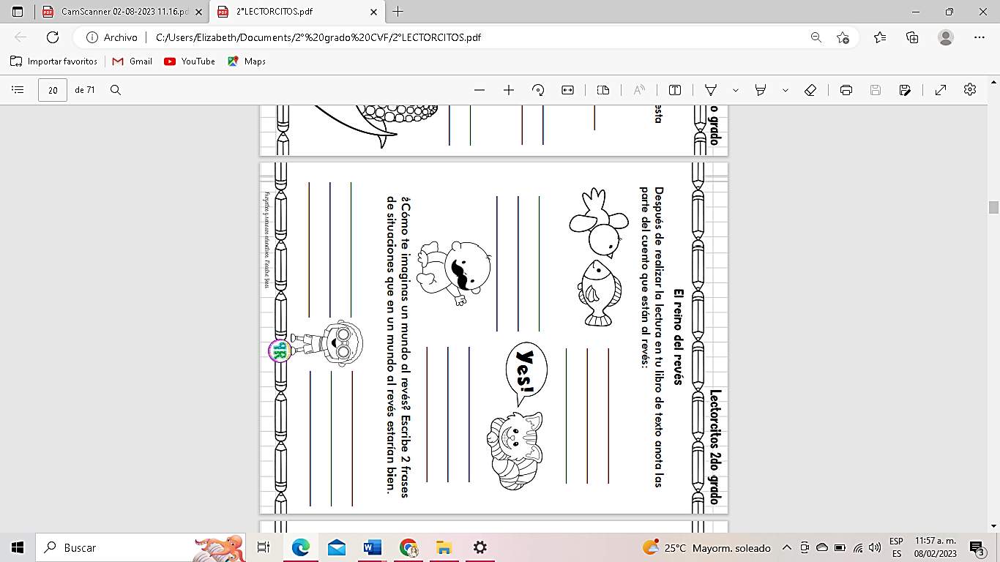 CamScanner 02-08-2023 11.16.pd
2°LECTORCITOS.pdf
Archivo
C:/Users/Elizabeth/Documents/2°%20grado%20CVF/2°LECTORCITOS.pdf
Importar favoritos
Gmail
YouTube
Maps
20
de 71
o grado
esta
Lectorcitos 2do grado
El reino del revés
Después de realizar la lectura en tu libro de texto anota las
parte del cuento que están al revés:
Yes!
¿Cómo te imaginas un mundo al revés? Escribe 2 frases
de situaciones que en un mundo al revés estarían bien.
Buscar
25°C Mayorm. soleado
ESP
ES
11:57 a. m.
08/02/2023
3